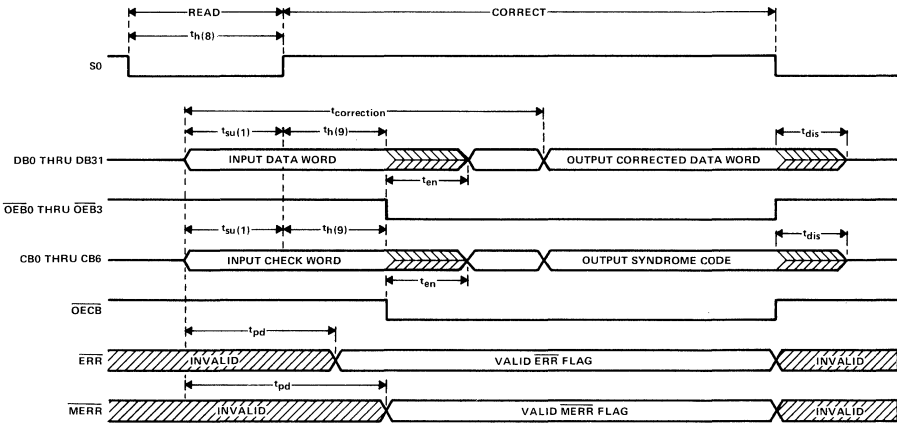 READ CORRECT
th(8)
S0
tcorrection
tsu(1) th(9) tdis
DB0 THRU DB31 INPUT DATA WORD OUTPUT CORRECTED DATA WORD
ten
OEB0 THRU OEB3
tsu(1) th(9) tdis
CB0 THRU CB6 INPUT CHECK WORD OUTPUT SYNDROME CODE
ten
OECB
tpd
ERR INVALID VALID ERR FLAG INVALID
tpd
MERR INVALID VALID MERR FLAG INVALID